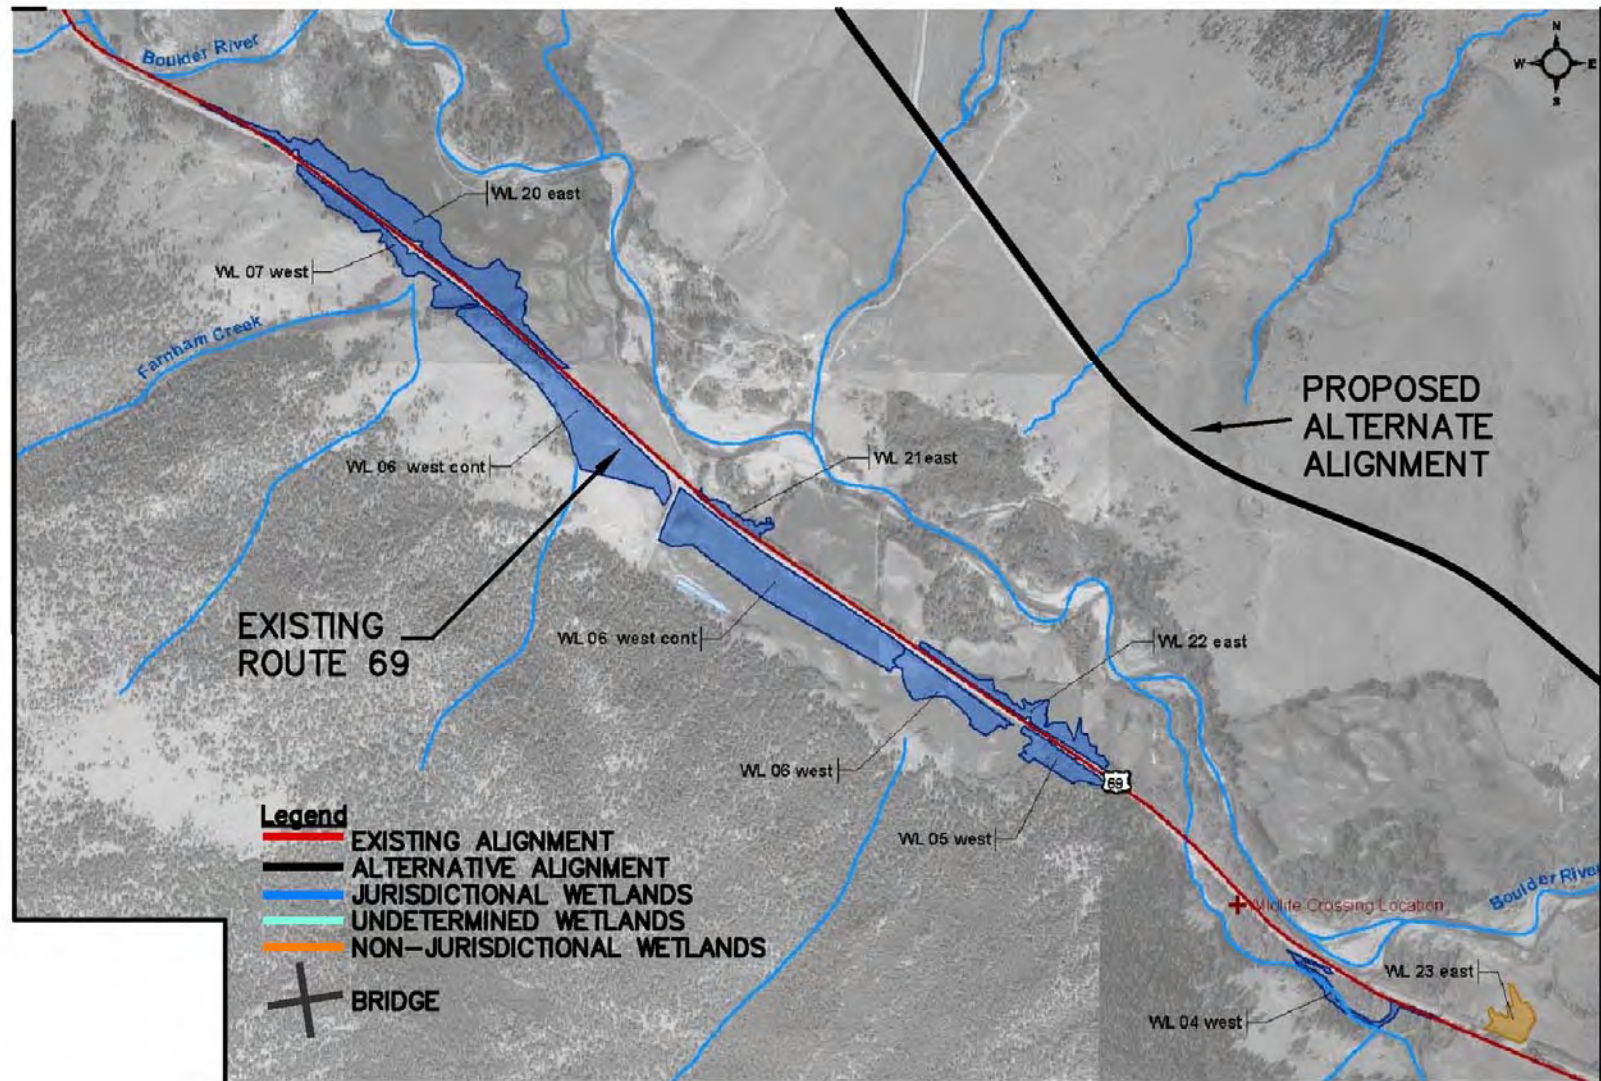 Boulder River
N
W
E
S
WL 20 east
WL 07 west
Farnham Creek
PROPOSED
ALTERNATE
ALIGNMENT
WL 06 west cont
WL 21 east
EXISTING
ROUTE 69
WL 06 west cont
WL 22 east
WL 06 west
69
WL 05 west
Legend
EXISTING ALIGNMENT
ALTERNATIVE ALIGNMENT
JURISDICTIONAL WETLANDS
UNDETERMINED WETLANDS
NON-JURISDICTIONAL WETLANDS
BRIDGE
Boulder River
Wildlife Crossing Location
WL 23 east
WL 04 west